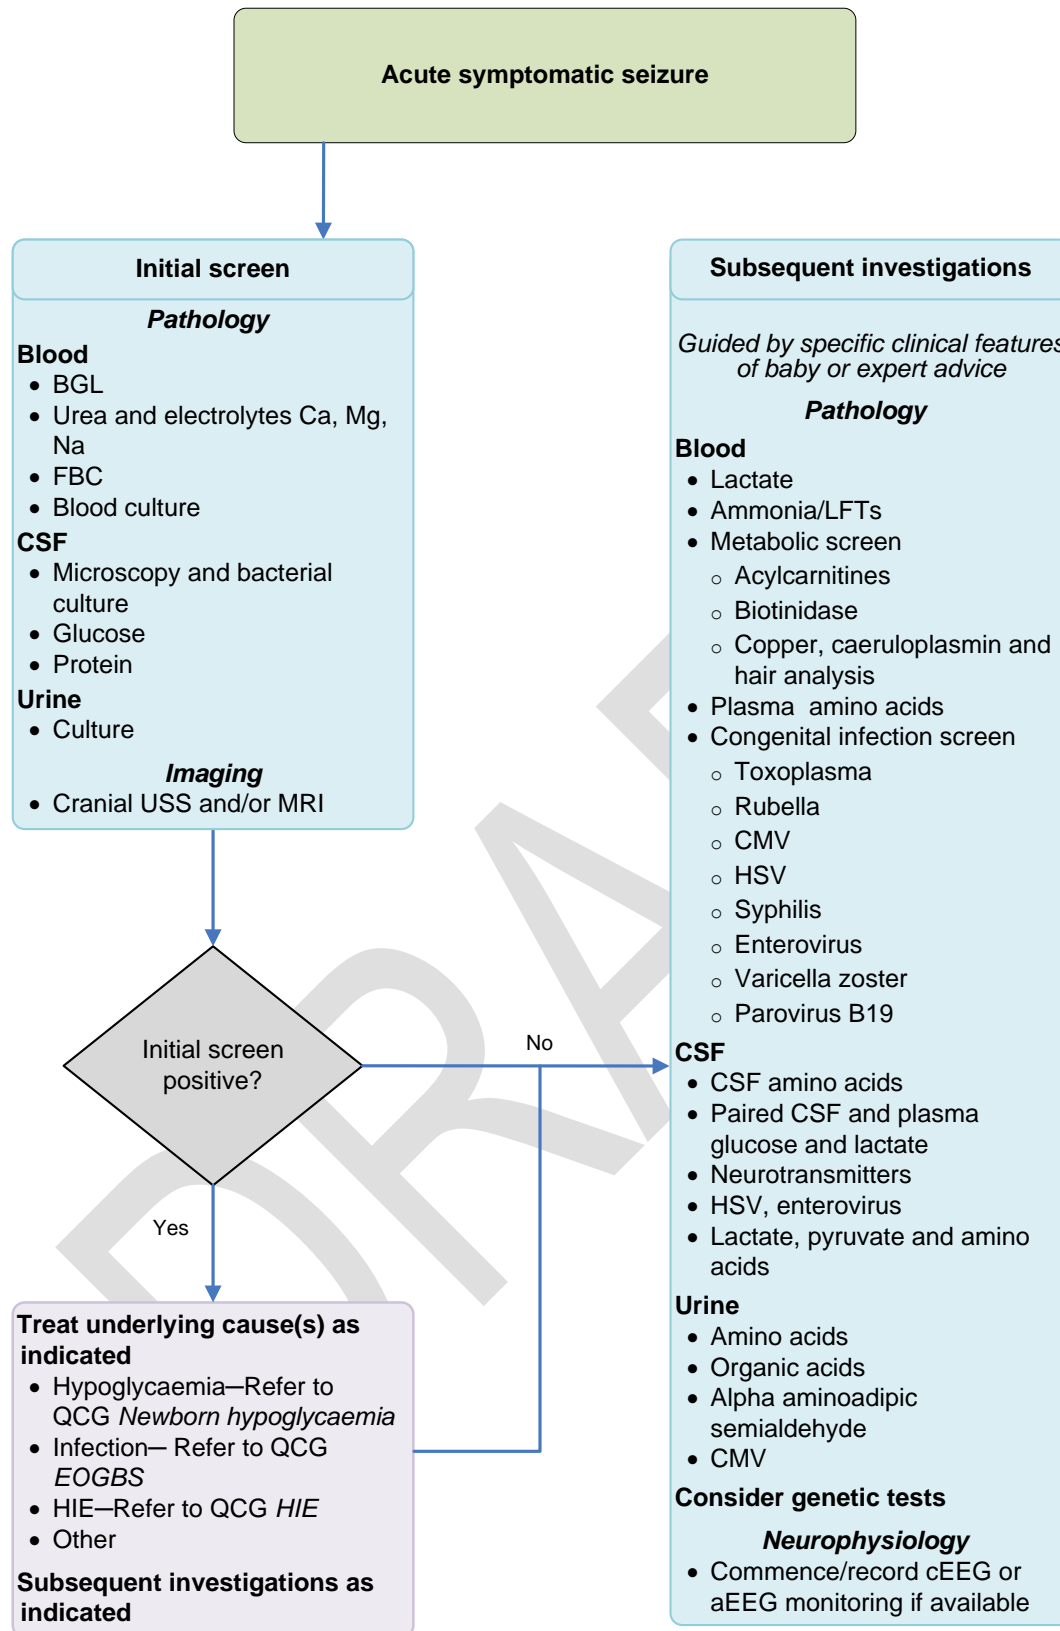 Acute symptomatic seizure
Initial screen
Pathology
Blood
• BGL
• Urea and electrolytes Ca, Mg,
Na
• FBC
• Blood culture
CSF
• Microscopy and bacterial
culture
• Glucose
• Protein
Urine
• Culture
Imaging
• Cranial USS and/or MRI
Initial screen
positive?
No
Yes
Treat underlying cause(s) as
indicated
• Hypoglycaemia—Refer to
QCG Newborn hypoglycaemia
• Infection— Refer to QCG
EOGBS
• HIE—Refer to QCG HIE
• Other
Subsequent investigations as
indicated
Subsequent investigations
Guided by specific clinical features
of baby or expert advice
Pathology
Blood
• Lactate
• Ammonia/LFTs
• Metabolic screen
o Acylcarnitines
o Biotinidase
o Copper, caeruloplasmin and
hair analysis
• Plasma  amino acids
• Congenital infection screen
o Toxoplasma
o Rubella
o CMV
o HSV
o Syphilis
o Enterovirus
o Varicella zoster
o Parovirus B19
CSF
• CSF amino acids
• Paired CSF and plasma
glucose and lactate
• Neurotransmitters
• HSV, enterovirus
• Lactate, pyruvate and amino
acids
Urine
• Amino acids
• Organic acids
• Alpha aminoadipic
semialdehyde
• CMV
Consider genetic tests
Neurophysiology
• Commence/record cEEG or
aEEG monitoring if available